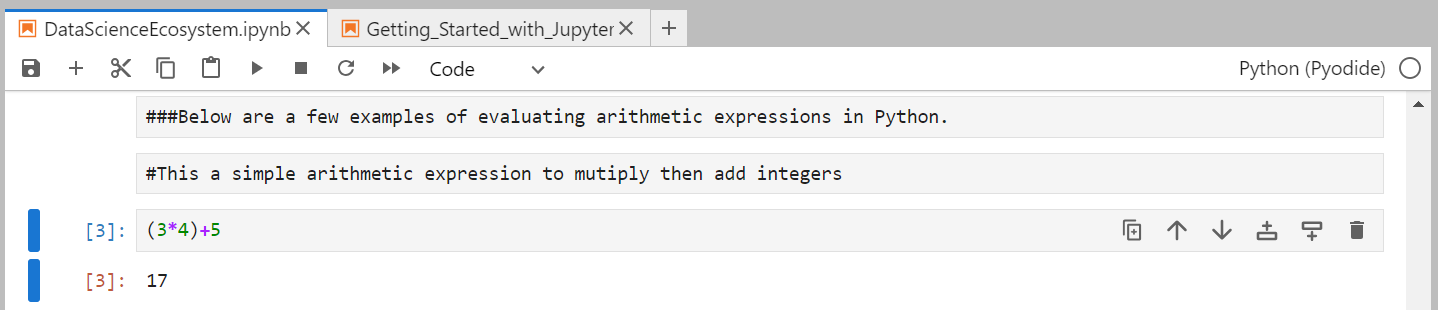 DataScienceEcosystem.ipynb Getting_Started_with_Jupyter
Code Python (Pyodide)
###Below are a few examples of evaluating arithmetic expressions in Python.
#This a simple arithmetic expression to mutiply then add integers
[3]: (3*4)+5
[3]: 17